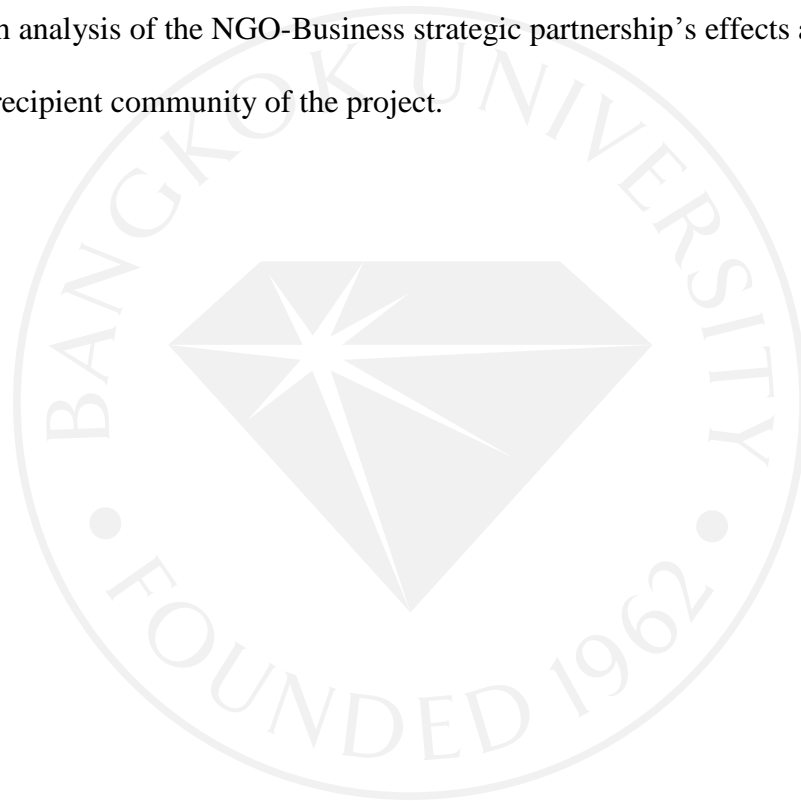 analysis of the NGO-Business strategic partnership's effects
recipient community of the project.
BANGKOK UNIVERSITY
FOUNDED 1962